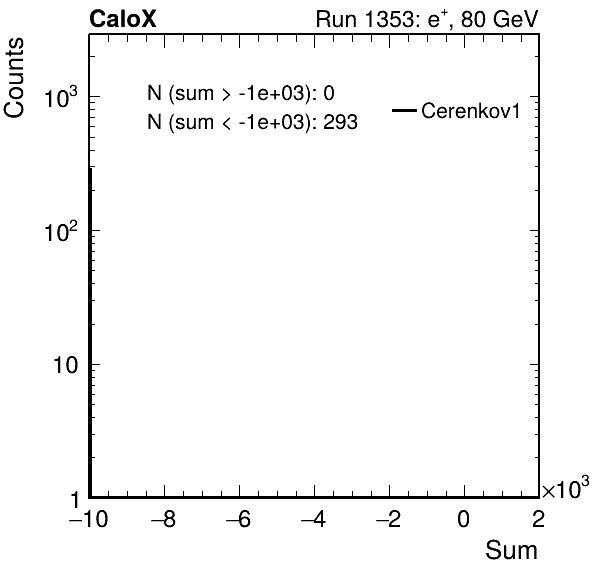 CaloX Run 1353: e⁺, 80 GeV
Counts
N (sum > -1e+03): 0
N (sum < -1e+03): 293
Cerenkov1
10³
10²
10
1
−10 −8 −6 −4 −2 0 2
×10³
Sum